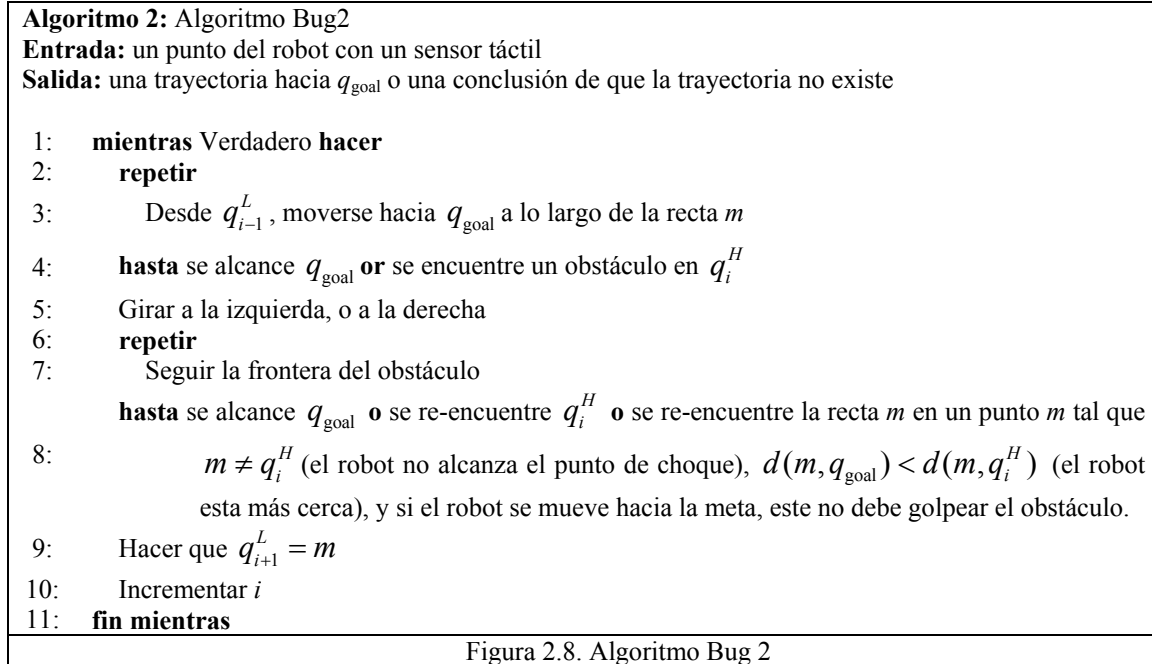 Algoritmo 2: Algoritmo Bug2
Entrada: un punto del robot con un sensor táctil
Salida: una trayectoria hacia q_goal o una conclusión de que la trayectoria no existe
1: mientras Verdadero hacer
2: repetir
3: Desde q_{i−1}^L , moverse hacia q_goal a lo largo de la recta m
4: hasta se alcance q_goal or se encuentre un obstáculo en q_i^H
5: Girar a la izquierda, o a la derecha
6: repetir
7: Seguir la frontera del obstáculo
hasta se alcance q_goal o se re-encuentre q_i^H o se re-encuentre la recta m en un punto m tal que
8: m ≠ q_i^H (el robot no alcanza el punto de choque), d(m, q_goal) < d(m, q_i^H) (el robot
esta más cerca), y si el robot se mueve hacia la meta, este no debe golpear el obstáculo.
9: Hacer que q_{i+1}^L = m
10: Incrementar i
11: fin mientras
Figura 2.8. Algoritmo Bug 2